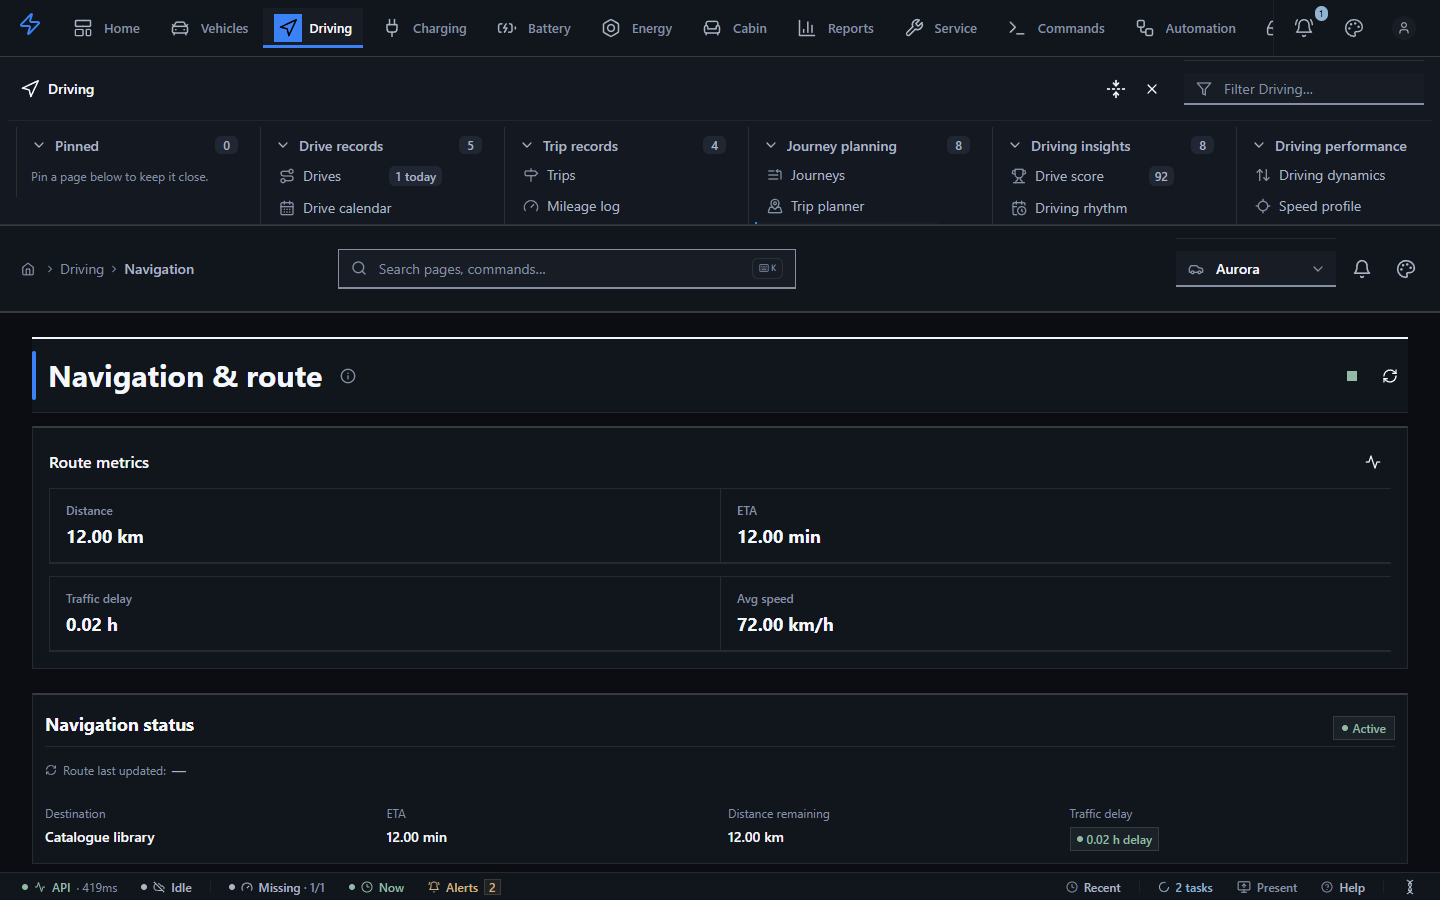 Home
Vehicles
Driving
Charging
Battery
Energy
Cabin
Reports
Service
Commands
Automation
1
Driving
Filter Driving...
Pinned 0
Pin a page below to keep it close.
Drive records 5
Drives 1 today
Drive calendar
Trip records 4
Trips
Mileage log
Journey planning 8
Journeys
Trip planner
Driving insights 8
Drive score 92
Driving rhythm
Driving performance
Driving dynamics
Speed profile
Driving
Navigation
Search pages, commands...
K
Aurora
Navigation & route
Route metrics
Distance
12.00 km
ETA
12.00 min
Traffic delay
0.02 h
Avg speed
72.00 km/h
Navigation status
Active
Route last updated: —
Destination
Catalogue library
ETA
12.00 min
Distance remaining
12.00 km
Traffic delay
0.02 h delay
API · 419ms
Idle
Missing · 1/1
Now
Alerts 2
Recent
2 tasks
Present
Help